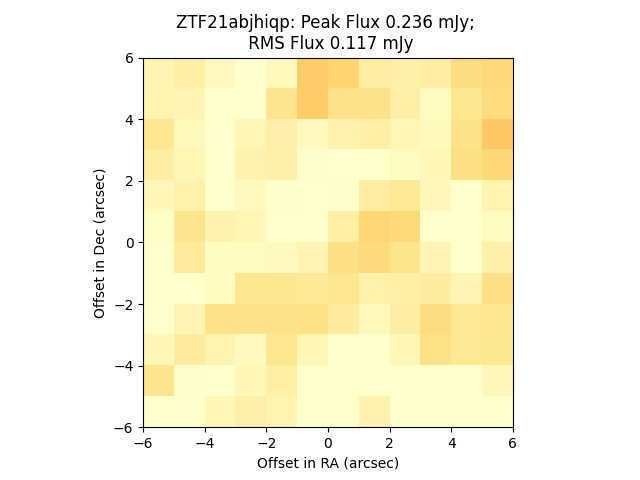 ZTF21abjhiqp: Peak Flux 0.236 mJy;
RMS Flux 0.117 mJy
6
4
2
0
−2
−4
−6
Offset in Dec (arcsec)
−6 −4 −2 0 2 4 6
Offset in RA (arcsec)